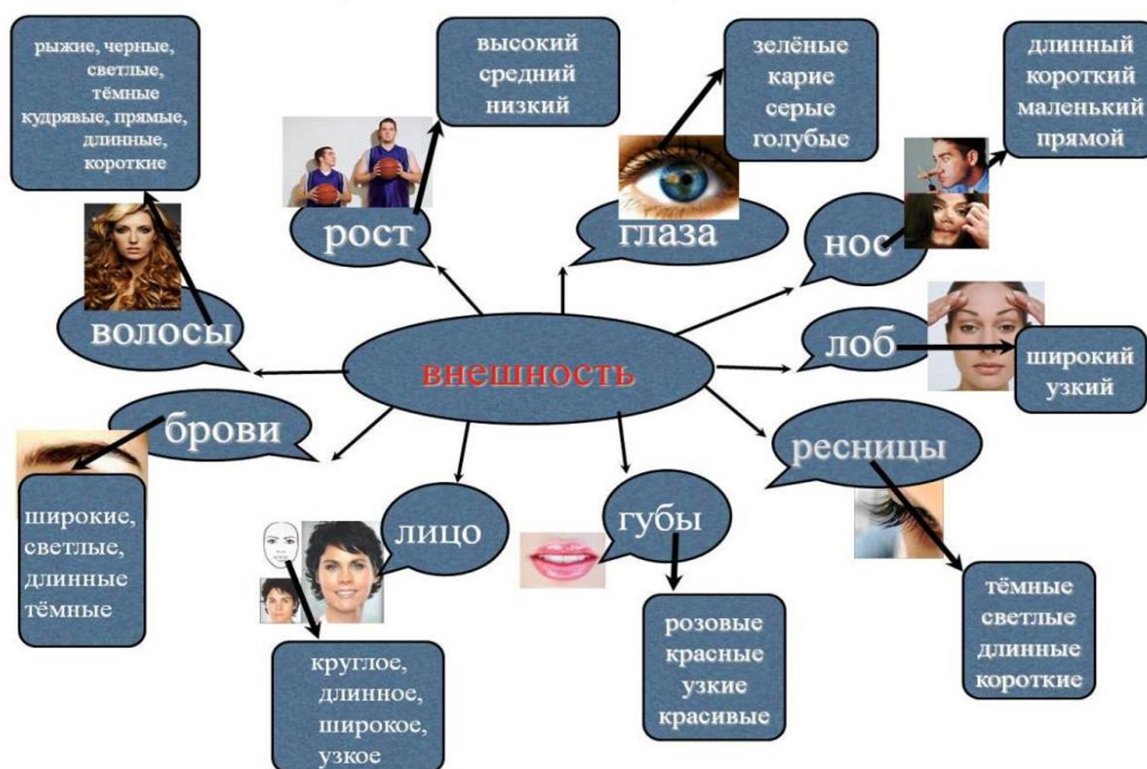 рыжие, черные,
светлые,
тёмные
кудрявые, прямые,
длинные,
короткие
высокий
средний
низкий
зелёные
карие
серые
голубые
длинный
короткий
маленький
прямой
рост
глаза
нос
волосы
внешность
лоб
широкий
узкий
брови
ресницы
широкие,
светлые,
длинные
тёмные
лицо
губы
круглое,
длинное,
широкое,
узкое
розовые
красные
узкие
красивые
тёмные
светлые
длинные
короткие